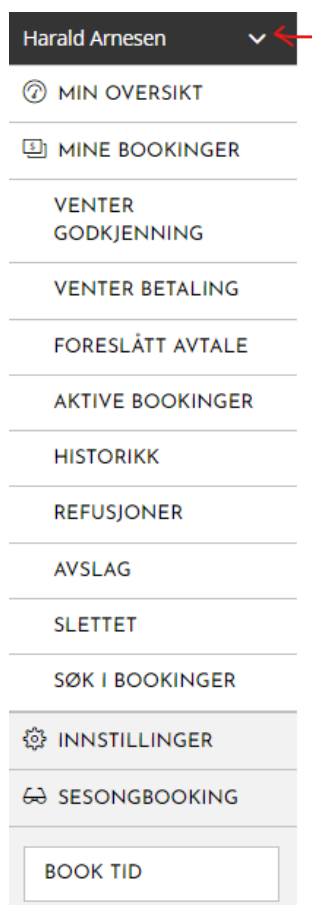 Harald Arnesen
MIN OVERSIKT
MINE BOOKINGER
VENTER
GODKJENNING
VENTER BETALING
FORESLÅTT AVTALE
AKTIVE BOOKINGER
HISTORIKK
REFUSJONER
AVSLAG
SLETTET
SØK I BOOKINGER
INNSTILLINGER
SESONGBOOKING
BOOK TID